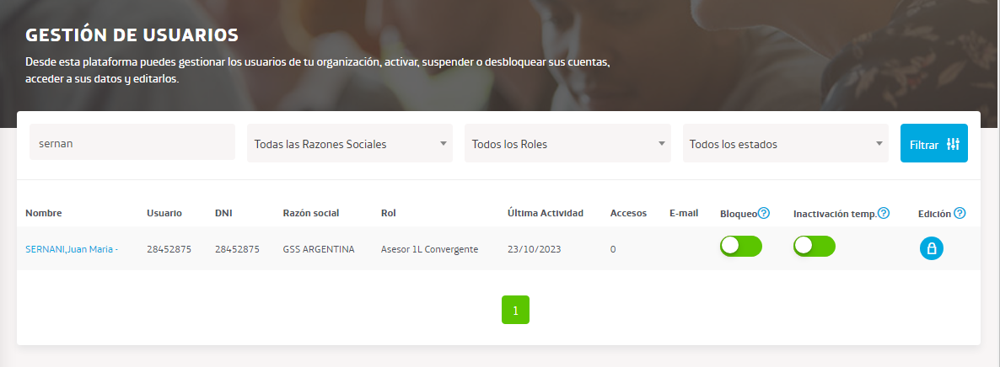 GESTIÓN DE USUARIOS
Desde esta plataforma puedes gestionar los usuarios de tu organización, activar, suspender o desbloquear sus cuentas,
acceder a sus datos y editarlos.
sernan Todas las Razones Sociales Todos los Roles Todos los estados Filtrar
Nombre Usuario DNI Razón social Rol Última Actividad Accesos E-mail Bloqueo? Inactivación temp.? Edición ?
SERNANI,Juan Maria - 28452875 28452875 GSS ARGENTINA Asesor 1L Convergente 23/10/2023 0
1